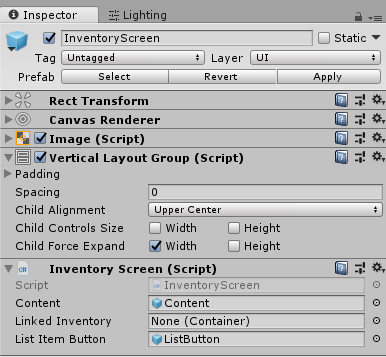 Inspector Lighting
InventoryScreen Static
Tag Untagged Layer UI
Prefab Select Revert Apply
Rect Transform
Canvas Renderer
Image (Script)
Vertical Layout Group (Script)
Padding
Spacing 0
Child Alignment Upper Center
Child Controls Size Width Height
Child Force Expand Width Height
Inventory Screen (Script)
Script InventoryScreen
Content Content
Linked Inventory None (Container)
List Item Button ListButton